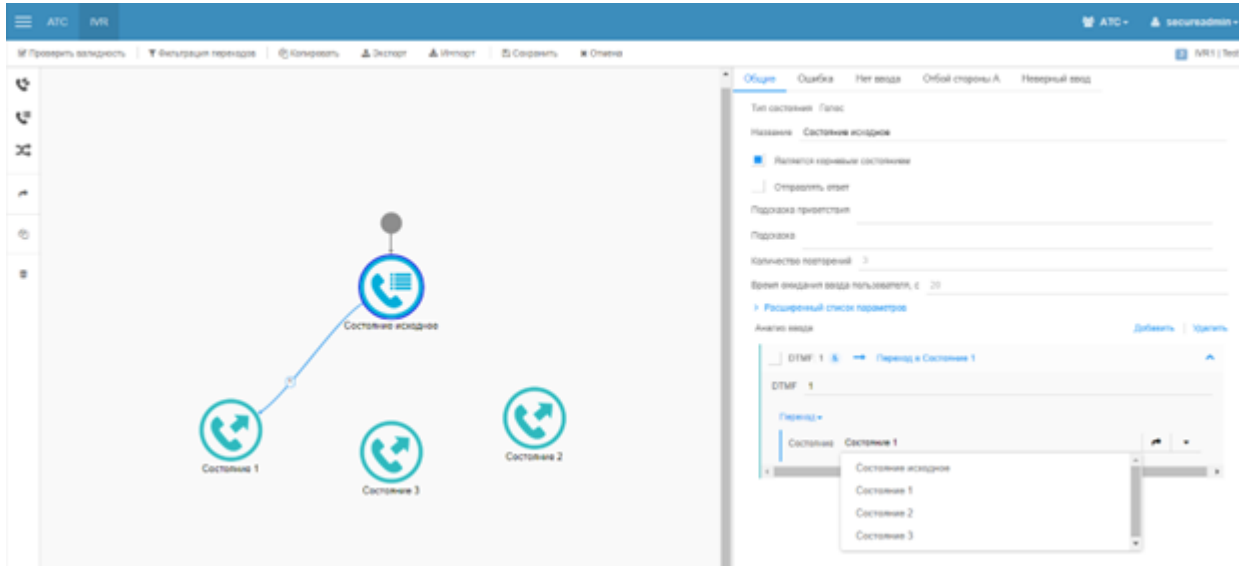 АТС IVR АТС secureadmin
Проверить валидность Фильтрация переходов Копировать Экспорт Импорт Сохранить Отмена IVR1 | Test
Общие Ошибка Нет ввода Отбой стороны А Неверный ввод
Тип состояния Голос
Название Состояние исходное
Является корневым состоянием
Отправлять ответ
Подсказка приветствия
Подсказка
Количество повторений 3
Время ожидания ввода пользователя, с 20
Расширенный список параметров
Анализ ввода Добавить | Удалить
DTMF: 1 Переход в Состояние 1
DTMF 1
Переход
Состояние Состояние 1
Состояние исходное
Состояние 1
Состояние 2
Состояние 3
Состояние исходное
Состояние 1
Состояние 3
Состояние 2